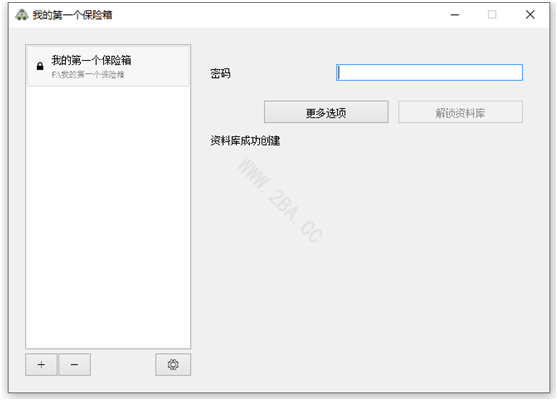 我的第一个保险箱
我的第一个保险箱
F:\我的第一个保险箱
密码
更多选项
解锁资料库
资料库成功创建
WWW.2BA.CC
+
−